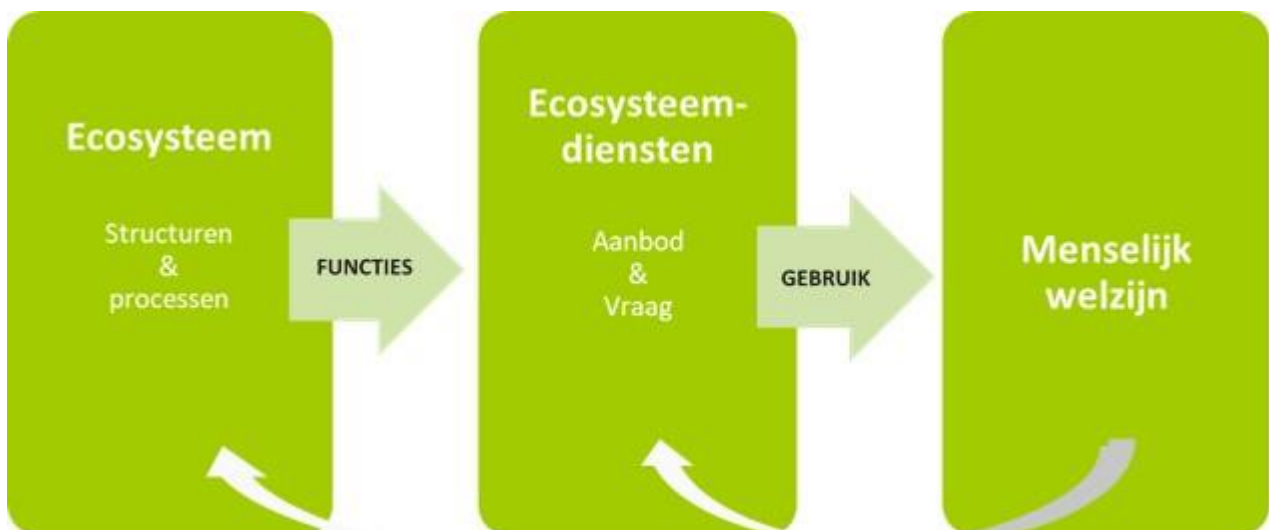 Ecosysteem
Structuren
&
processen
FUNCTIES
Ecosysteem-
diensten
Aanbod
&
Vraag
GEBRUIK
Menselijk
welzijn